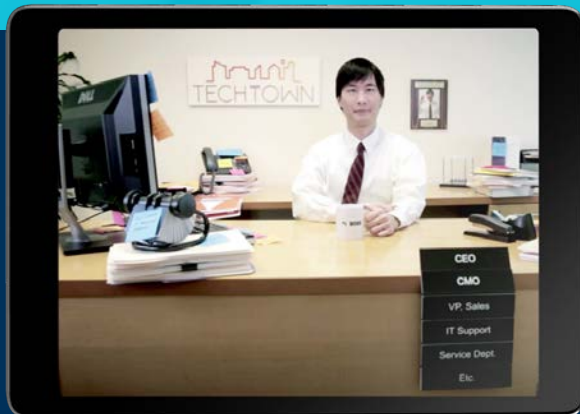 DELL
TECHTOWN
CEO
CMO
VP, Sales
IT Support
Service Dept.
Etc.